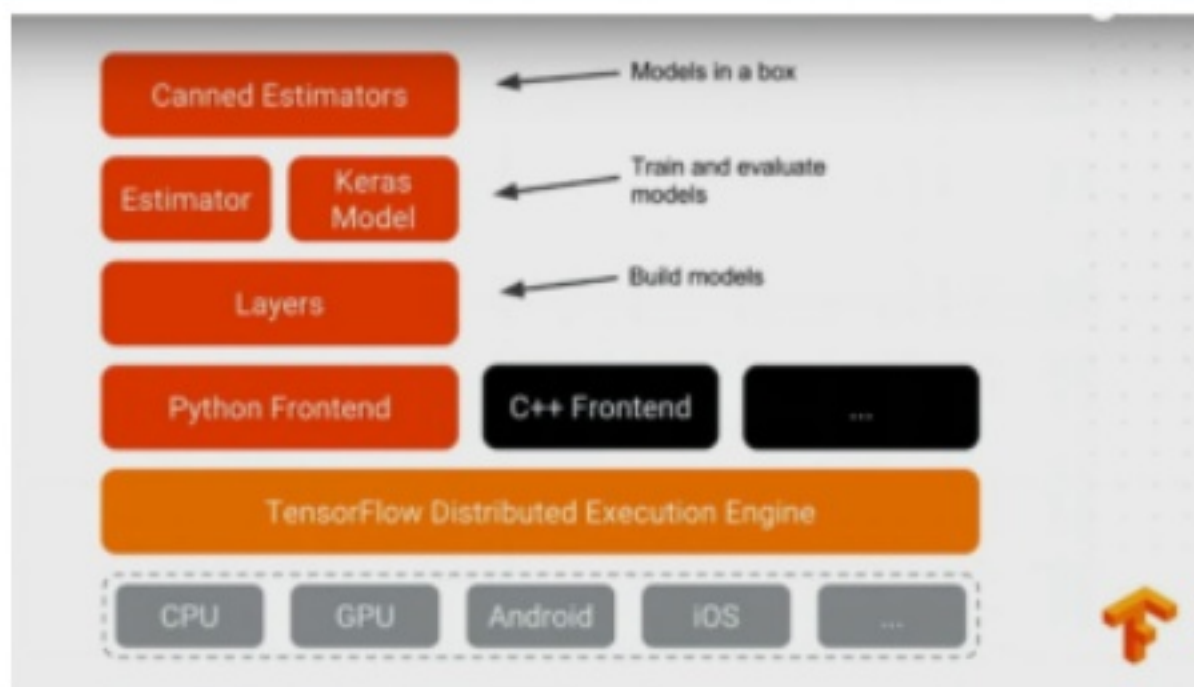 Canned Estimators
Models in a box
Estimator
Keras
Model
Train and evaluate
models
Layers
Build models
Python Frontend
C++ Frontend
...
TensorFlow Distributed Execution Engine
CPU
GPU
Android
iOS
...